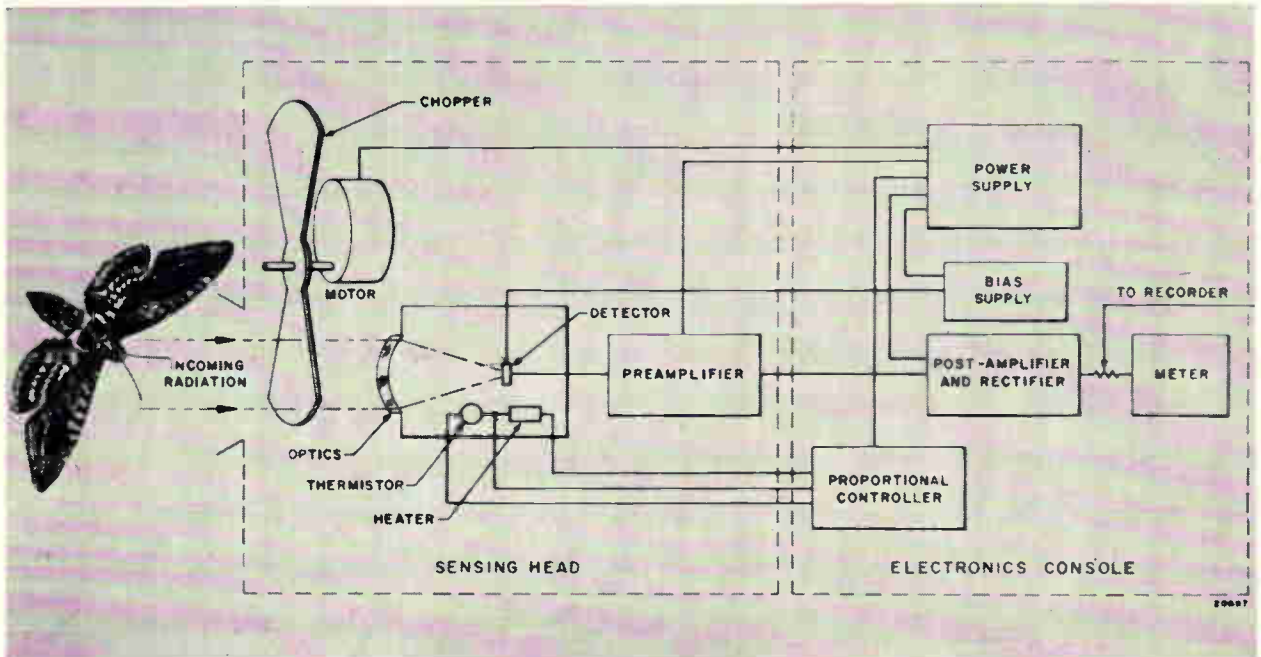 CHOPPER
MOTOR
INCOMING
RADIATION
OPTICS
THERMISTOR
HEATER
DETECTOR
PREAMPLIFIER
SENSING HEAD
POWER
SUPPLY
BIAS
SUPPLY
TO RECORDER
POST-AMPLIFIER
AND RECTIFIER
METER
PROPORTIONAL
CONTROLLER
ELECTRONICS CONSOLE